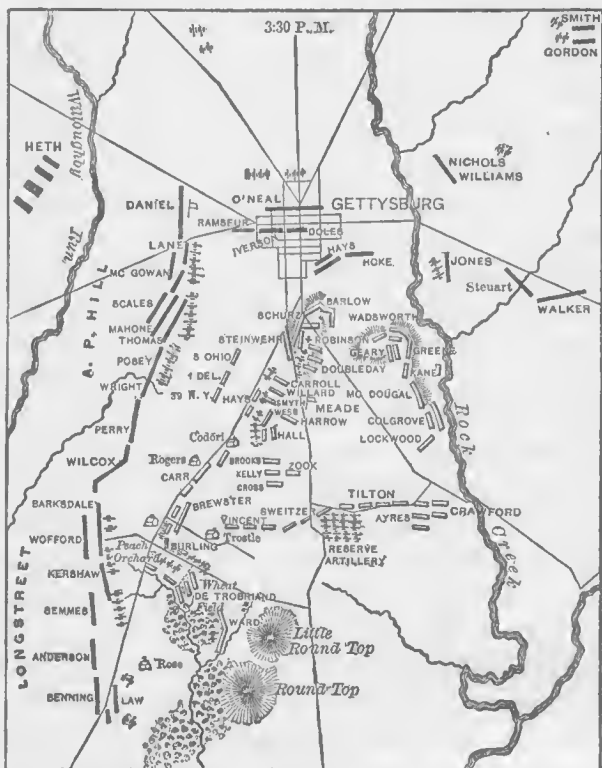 3:30 P.M.
SMITH
GORDON
Willoughby
Run
HETH
NICHOLS
WILLIAMS
DANIEL
O'NEAL
GETTYSBURG
RAMSEUR
IVERSON
DOLES
LANE
HAYS
HOKE
JONES
MC GOWAN
Steuart
WALKER
A. P. HILL
SCALES
MAHONE
THOMAS
BARLOW
SCHURZ
WADSWORTH
STEINWEHR
ROBINSON
GREENE
POSEY
8 OHIO
DOUBLEDAY
GEARY
KANE
1 DEL.
CARROLL
WRIGHT
39 N. Y.
HAYS
WILLARD
SMYTH
MEADE
MC DOUGAL
WEBB
HARROW
COLGROVE
PERRY
Codori
HALL
LOCKWOOD
Rock
WILCOX
Rogers
BROOKE
ZOOK
CARR
KELLY
CROSS
BARKSDALE
BREWSTER
TILTON
SWEITZER
CRAWFORD
WOFFORD
VINCENT
AYRES
Trostle
Peach
Orchard
BURLING
RESERVE
ARTILLERY
Creek
KERSHAW
Wheat
DE TROBRIAND
Field
LONGSTREET
SEMMES
WARD
Little
Round Top
ANDERSON
Rose
Round Top
BENNING
LAW